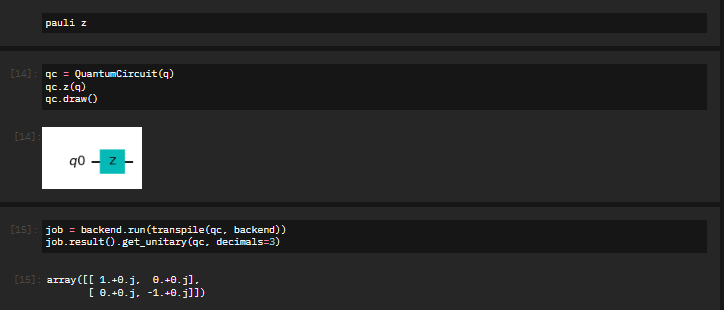 pauli z
[14]:
qc = QuantumCircuit(q)
qc.z(q)
qc.draw()
[14]:
q0
Z
[15]:
job = backend.run(transpile(qc, backend))
job.result().get_unitary(qc, decimals=3)
[15]:
array([[ 1.+0.j,  0.+0.j],
       [ 0.+0.j, -1.+0.j]])